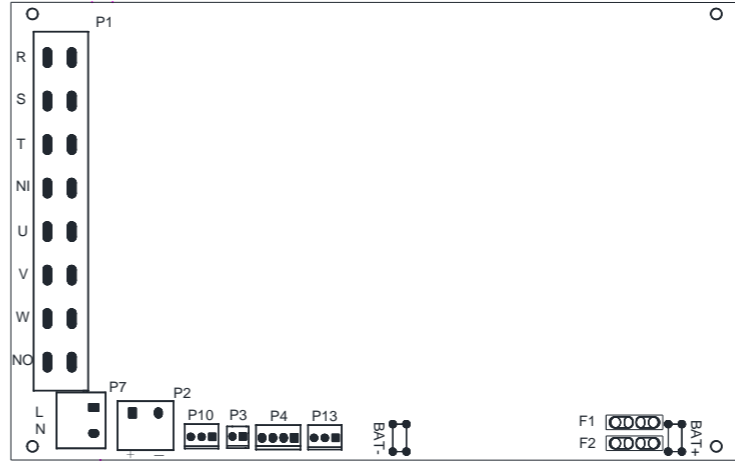 P1
R
S
T
NI
U
V
W
NO
P7
P2
L
N
P10
P3
P4
P13
BAT-
F1
F2
BAT+
+
−